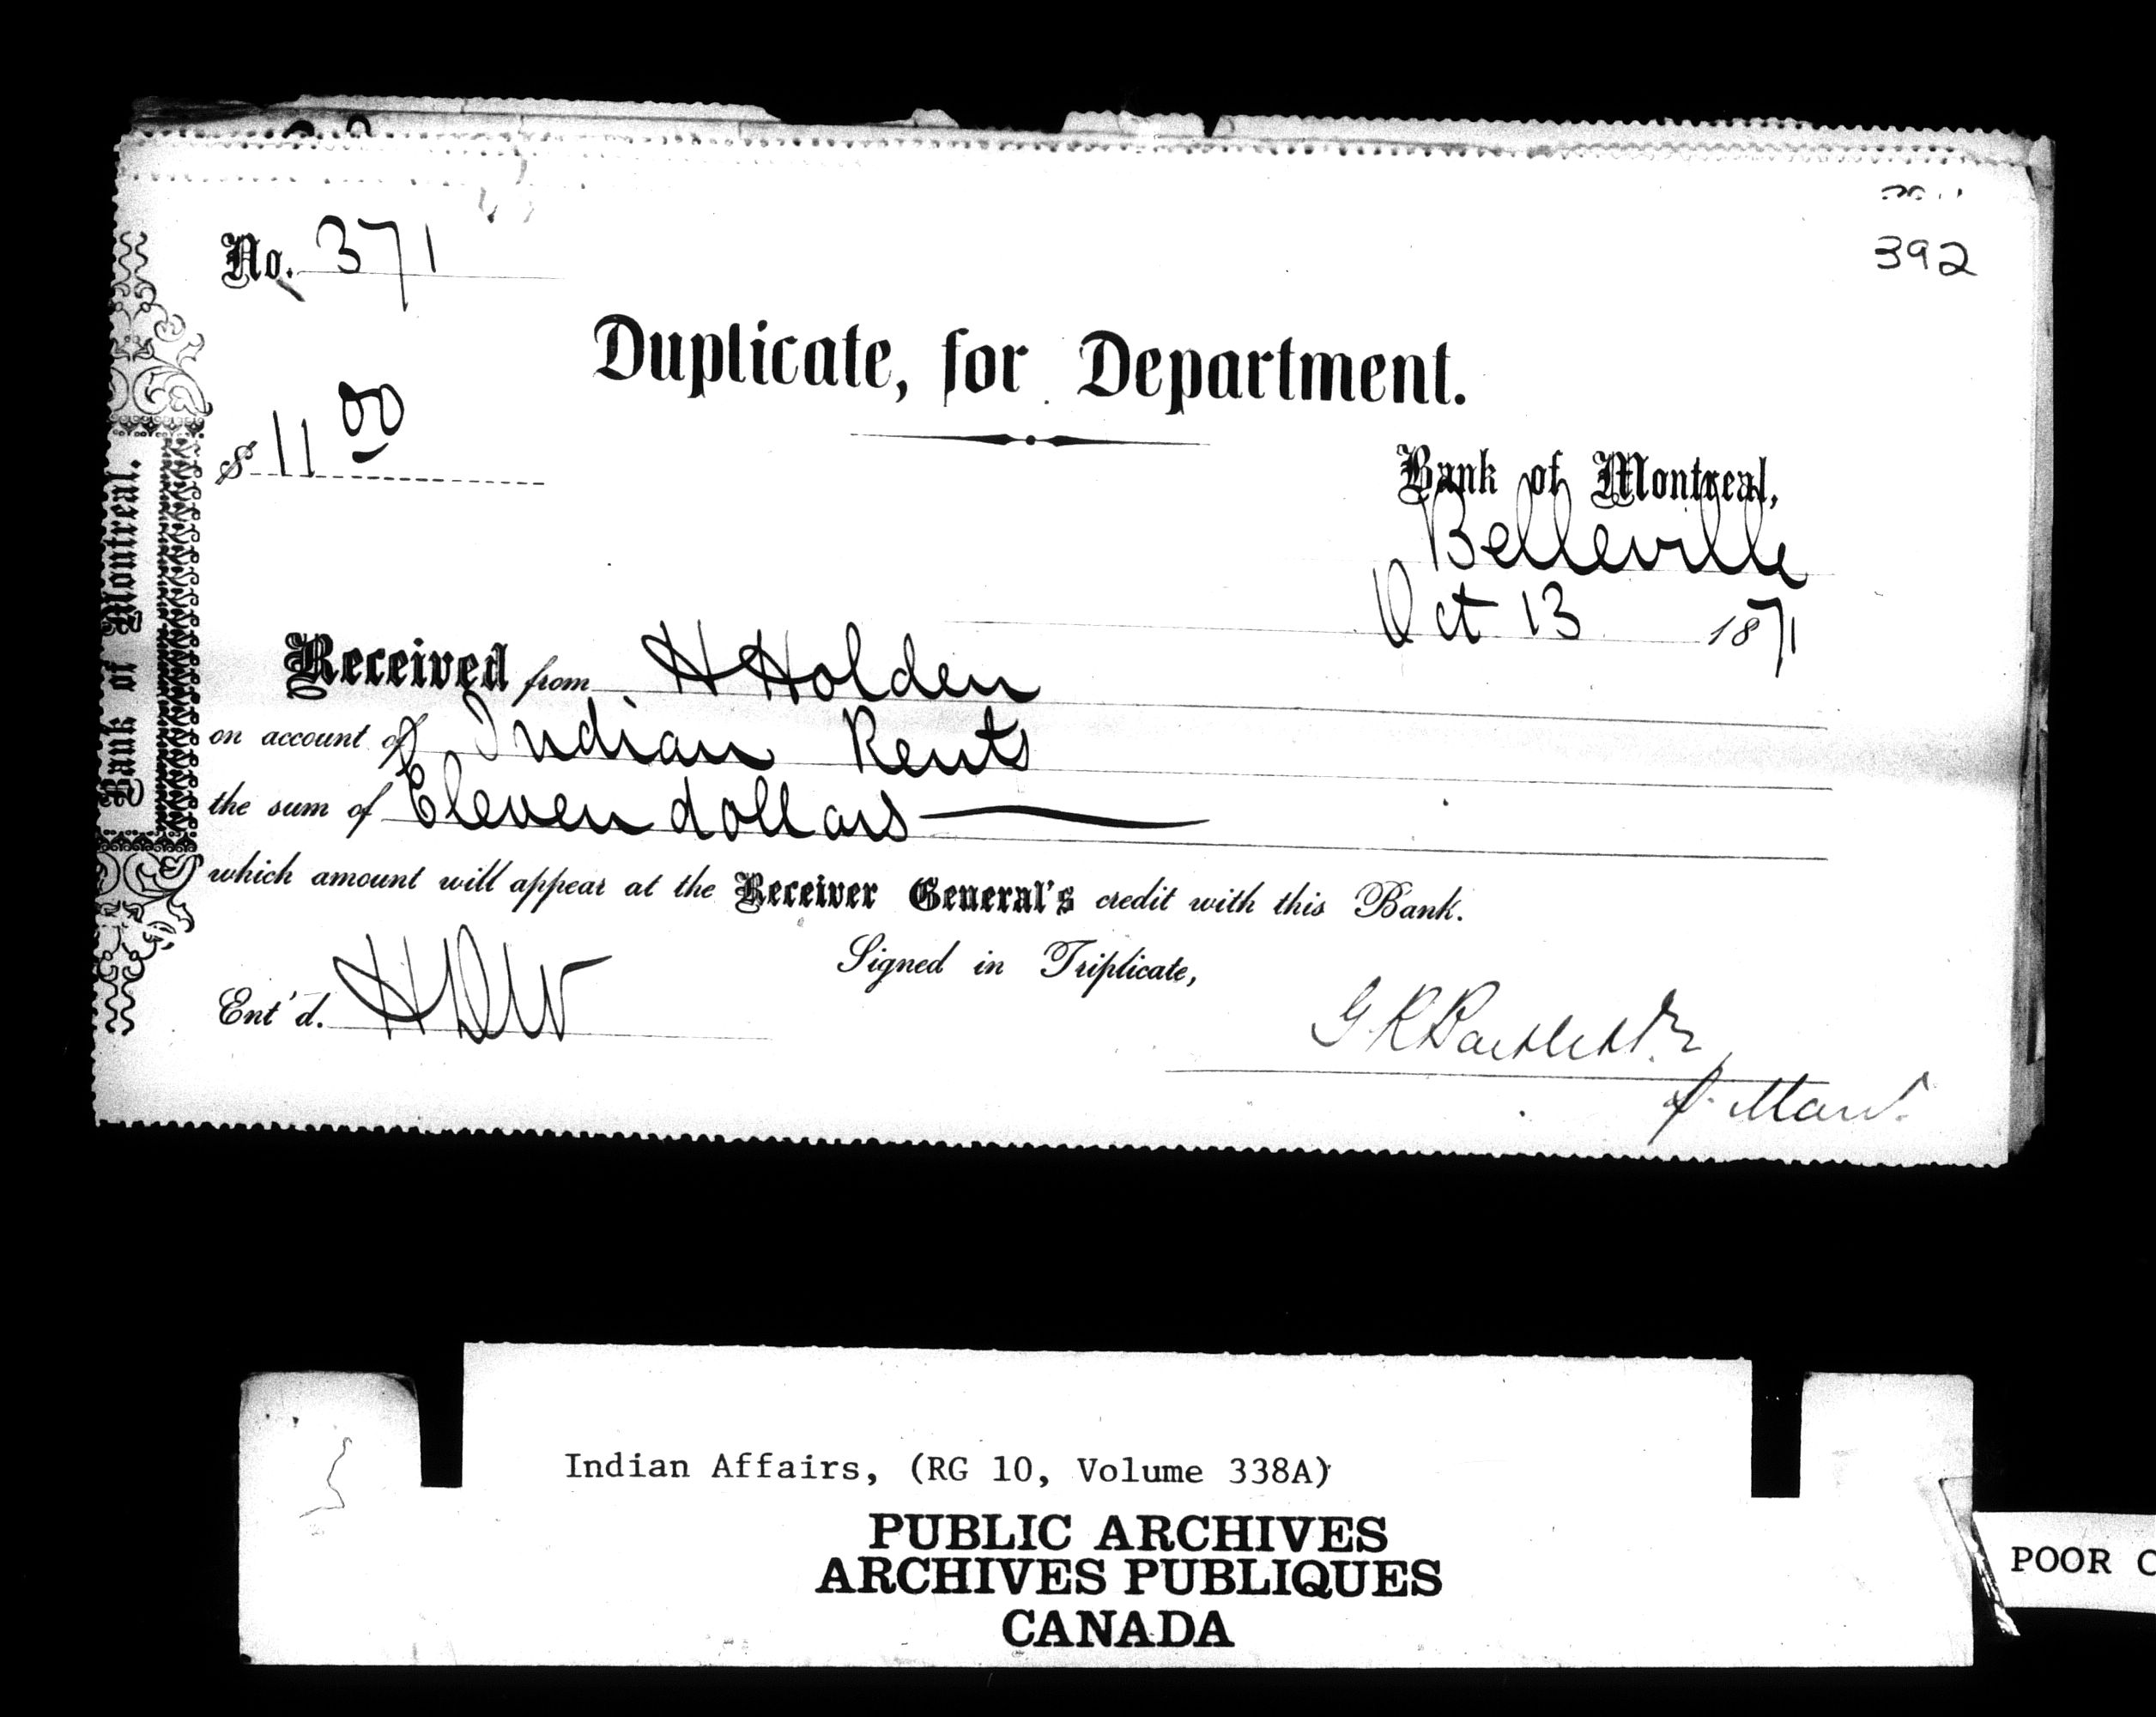 No. 371
392
Duplicate, for Department.
$ 11 00
Bank of Montreal,
Belleville
Oct 13 1871
Received from H Holden
on account of Indian Rents
the sum of Eleven dollars
which amount will appear at the Receiver General's credit with this Bank.
Signed in Triplicate,
Ent'd. HDW
G R Bartlett
Bank of Montreal.
Indian Affairs, (RG 10, Volume 338A)
PUBLIC ARCHIVES
ARCHIVES PUBLIQUES
CANADA
POOR C